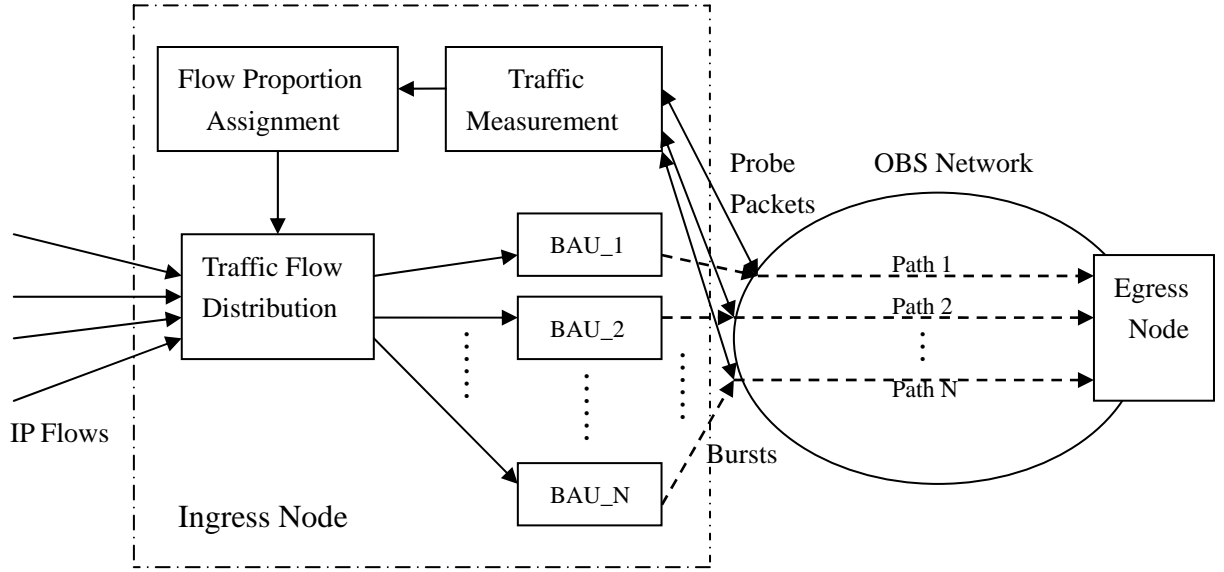 Flow Proportion
Assignment
Traffic
Measurement
Probe
Packets
OBS Network
Traffic Flow
Distribution
BAU_1
BAU_2
BAU_N
Path 1
Path 2
Path N
Egress
Node
IP Flows
Bursts
Ingress Node